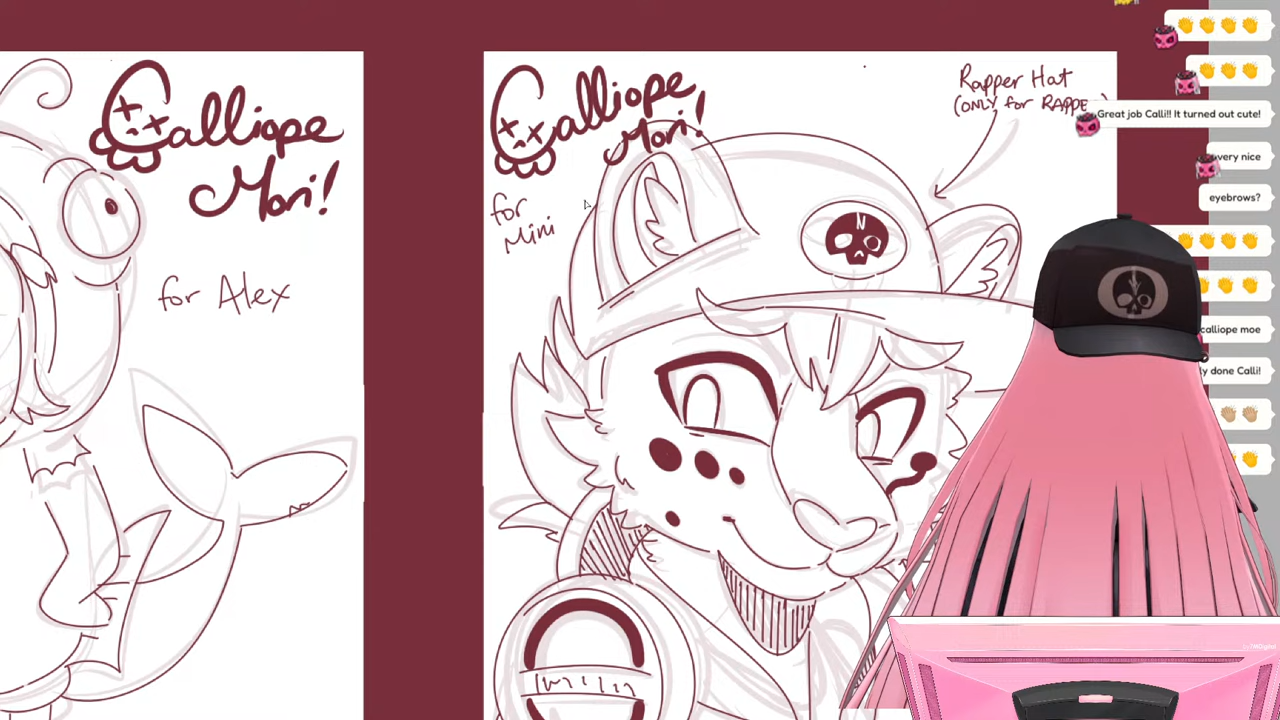 Calliope
Mori!
for Alex
Calliope
Mori!
for
Mini
Rapper Hat
(ONLY for RAPPE
)
N
Great job Calli!! It turned out cute!
very nice
eyebrows?
calliope moe
ly done Calli!